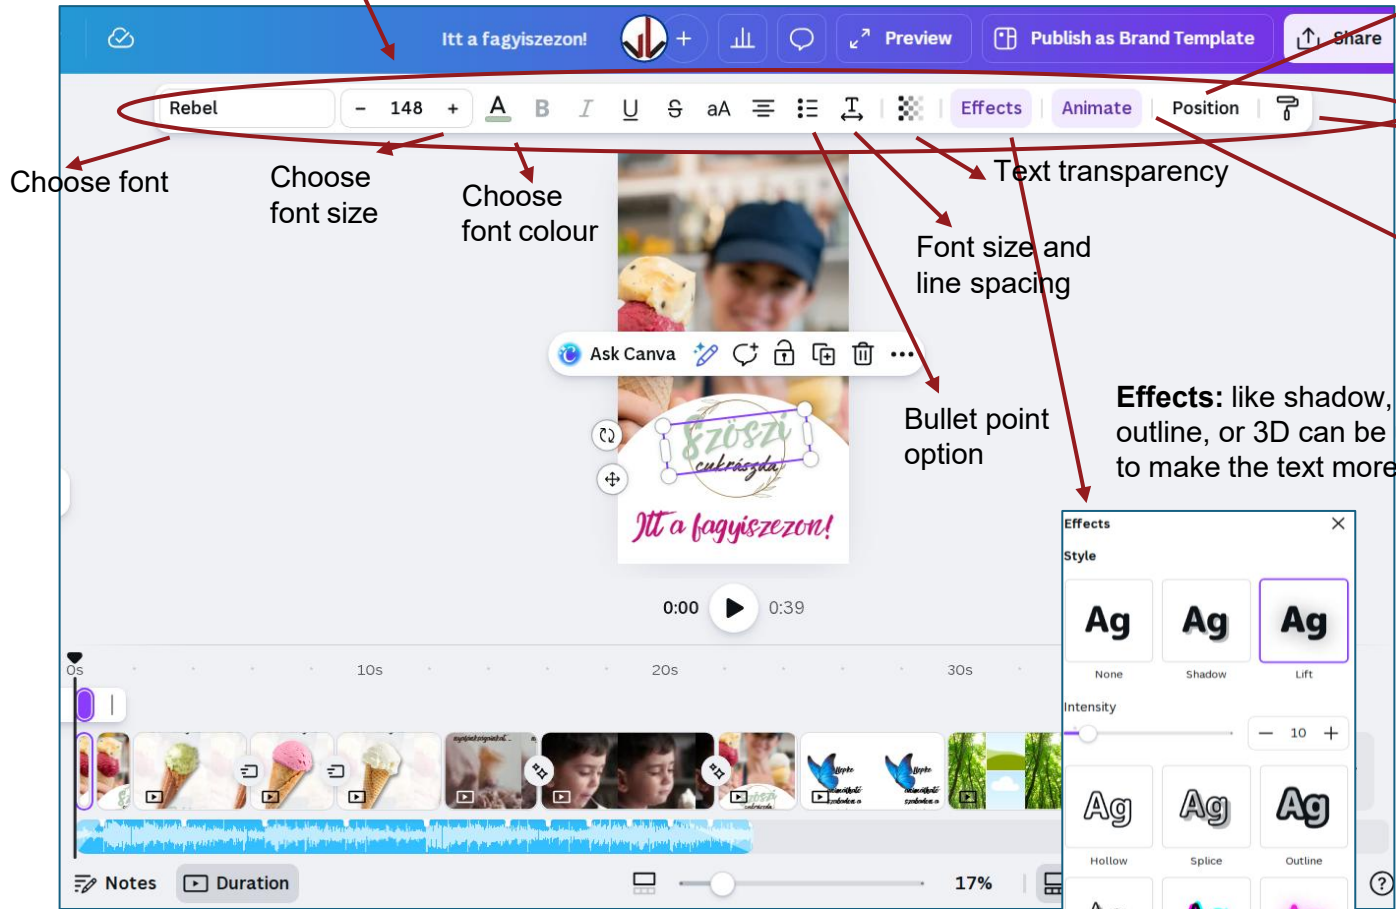 Itt a fagyiszezon!
Preview
Publish as Brand Template
Share
Rebel
− 148 +
A B I U S aA T
Effects
Animate
Position
Choose font
Choose
font size
Choose
font colour
Text transparency
Font size and
line spacing
Ask Canva
Bullet point
option
Effects: like shadow,
outline, or 3D can be
to make the text more
Szöszi
cukrászda
Itt a fagyiszezon!
0:00
0:39
0s
10s
20s
30s
Effects
Style
Ag
Ag
Ag
None
Shadow
Lift
Intensity
− 10 +
Ag
Ag
Ag
Hollow
Splice
Outline
Notes
Duration
17%
?